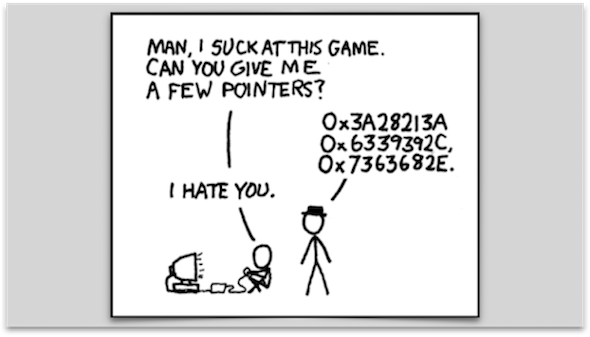 MAN, I SUCK AT THIS GAME.
CAN YOU GIVE ME
A FEW POINTERS?
0x3A28213A
0x6339392C,
0x7363682E.
I HATE YOU.